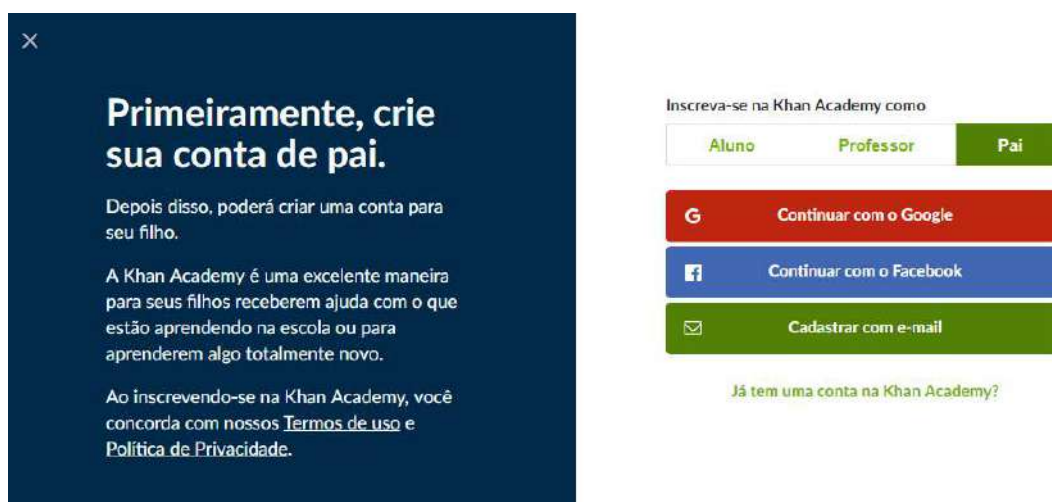 Primeiramente, crie
sua conta de pai.
Depois disso, poderá criar uma conta para
seu filho.
A Khan Academy é uma excelente maneira
para seus filhos receberem ajuda com o que
estão aprendendo na escola ou para
aprenderem algo totalmente novo.
Ao inscrevendo-se na Khan Academy, você
concorda com nossos Termos de uso e
Política de Privacidade.
Inscreva-se na Khan Academy como
Aluno Professor Pai
Continuar com o Google
Continuar com o Facebook
Cadastrar com e-mail
Já tem uma conta na Khan Academy?